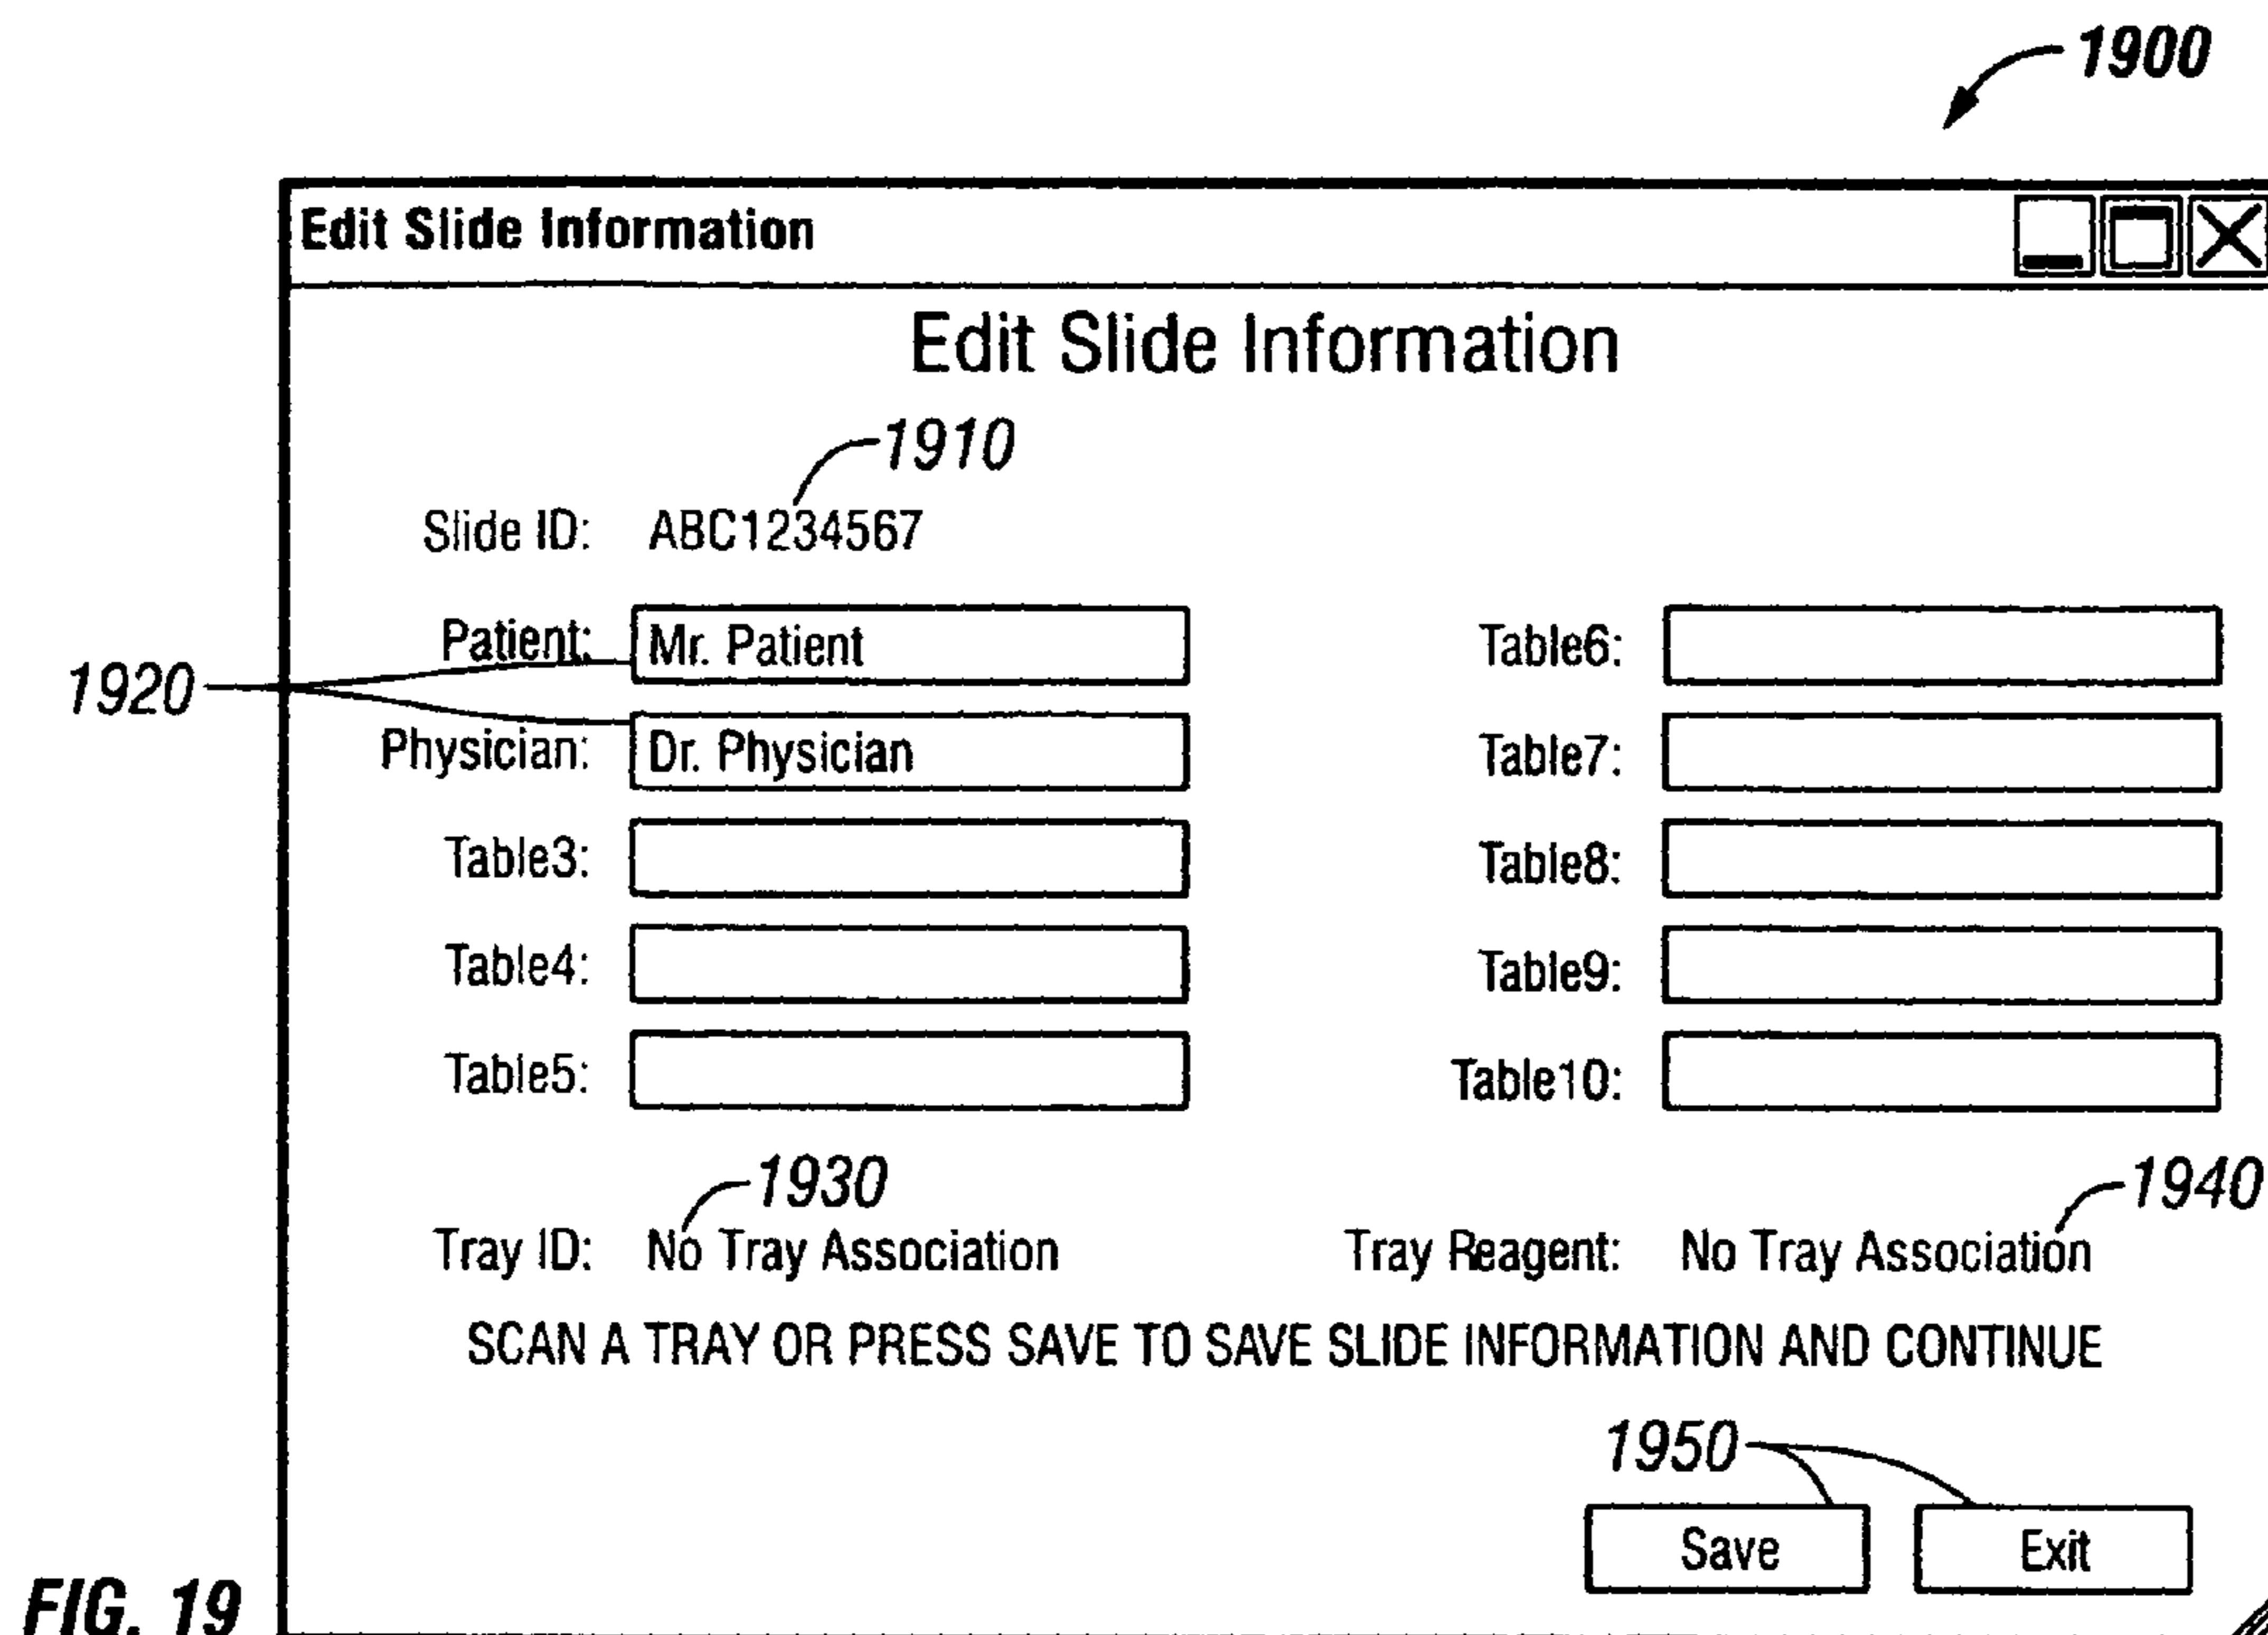 1900
Edit Slide Information
Edit Slide Information
1910
Slide ID: ABC1234567
Patient: Mr. Patient Table6:
1920
Physician: Dr. Physician Table7:
Table3: Table8:
Table4: Table9:
Table5: Table10:
1930 1940
Tray ID: No Tray Association Tray Reagent: No Tray Association
SCAN A TRAY OR PRESS SAVE TO SAVE SLIDE INFORMATION AND CONTINUE
1950
Save Exit
FIG. 19